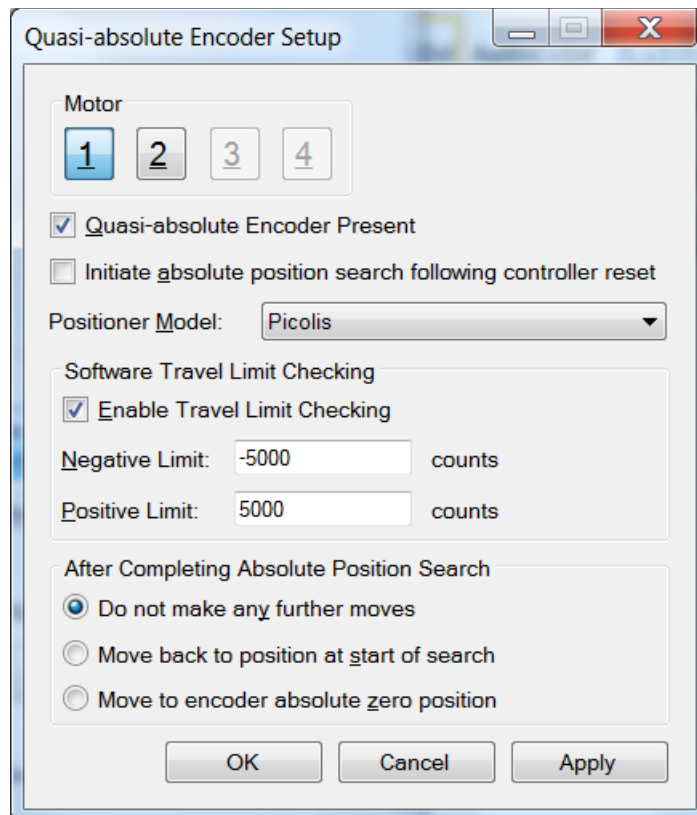 Quasi-absolute Encoder Setup
Motor
1 2 3 4
Quasi-absolute Encoder Present
Initiate absolute position search following controller reset
Positioner Model: Picolis
Software Travel Limit Checking
Enable Travel Limit Checking
Negative Limit: -5000 counts
Positive Limit: 5000 counts
After Completing Absolute Position Search
Do not make any further moves
Move back to position at start of search
Move to encoder absolute zero position
OK Cancel Apply